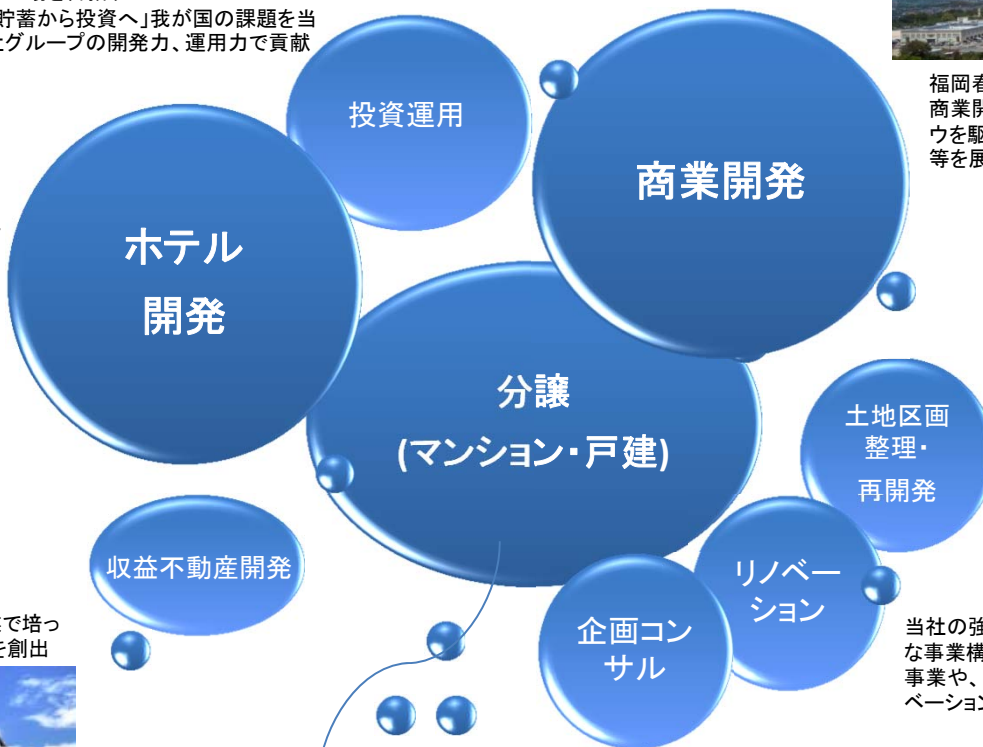 貯蓄から投資へ」我が国の課題を当
グループの開発力、運用力で貢献
投資運用
商業開発
福岡春
商業開
ウを駆
等を展
ホテル
開発
分譲
(マンション・戸建)
土地区画
整理・
再開発
収益不動産開発
リノベー
ション
企画コン
サル
で培っ
を創出
当社の強
な事業構
事業や、
ベーション